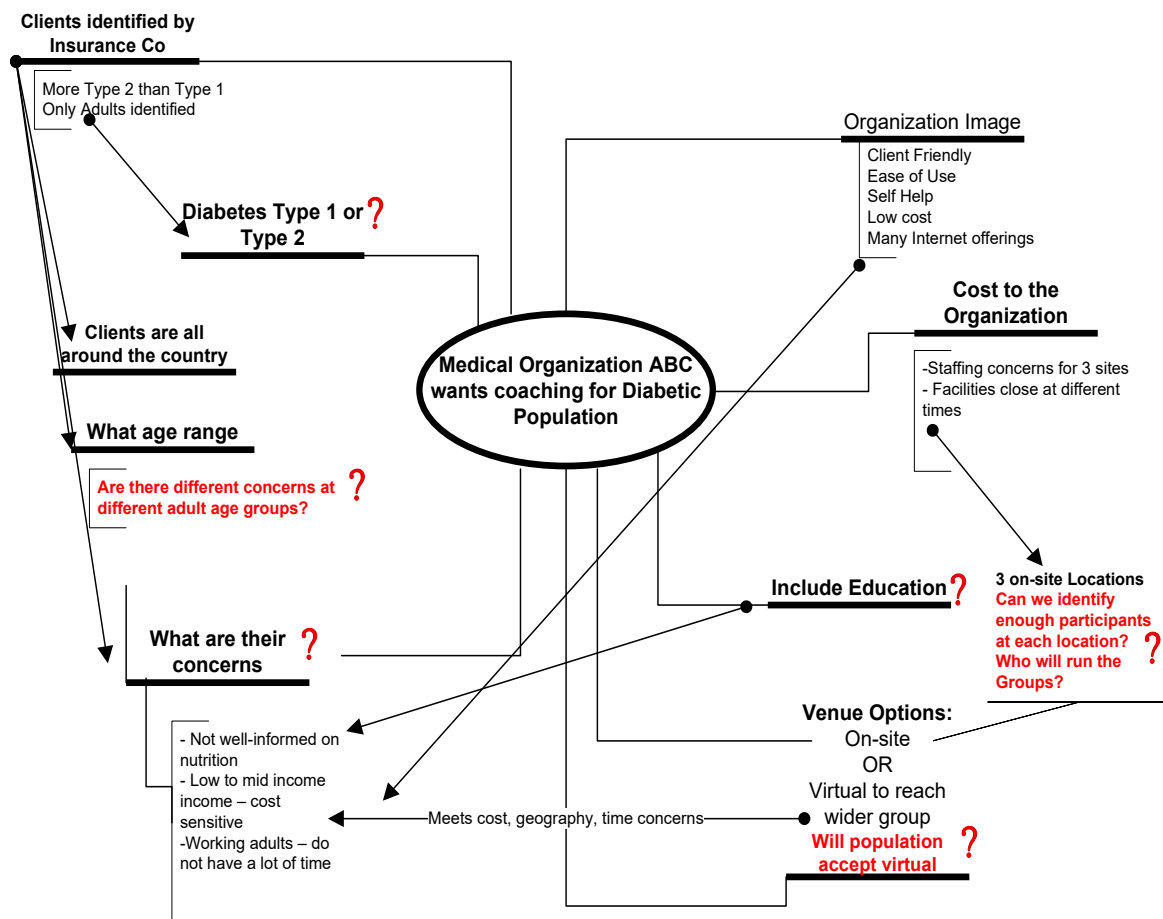 Clients identified by
Insurance Co
More Type 2 than Type 1
Only Adults identified
Diabetes Type 1 or ?
Type 2
Clients are all
around the country
What age range
Are there different concerns at ?
different adult age groups?
What are their ?
concerns
- Not well-informed on
nutrition
- Low to mid income
income – cost
sensitive
-Working adults – do
not have a lot of time
Medical Organization ABC
wants coaching for Diabetic
Population
Organization Image
Client Friendly
Ease of Use
Self Help
Low cost
Many Internet offerings
Cost to the
Organization
-Staffing concerns for 3 sites
- Facilities close at different
times
Include Education ?
3 on-site Locations
Can we identify
enough participants
at each location? ?
Who will run the
Groups?
Venue Options:
On-site
OR
Virtual to reach
wider group
Will population ?
accept virtual
Meets cost, geography, time concerns